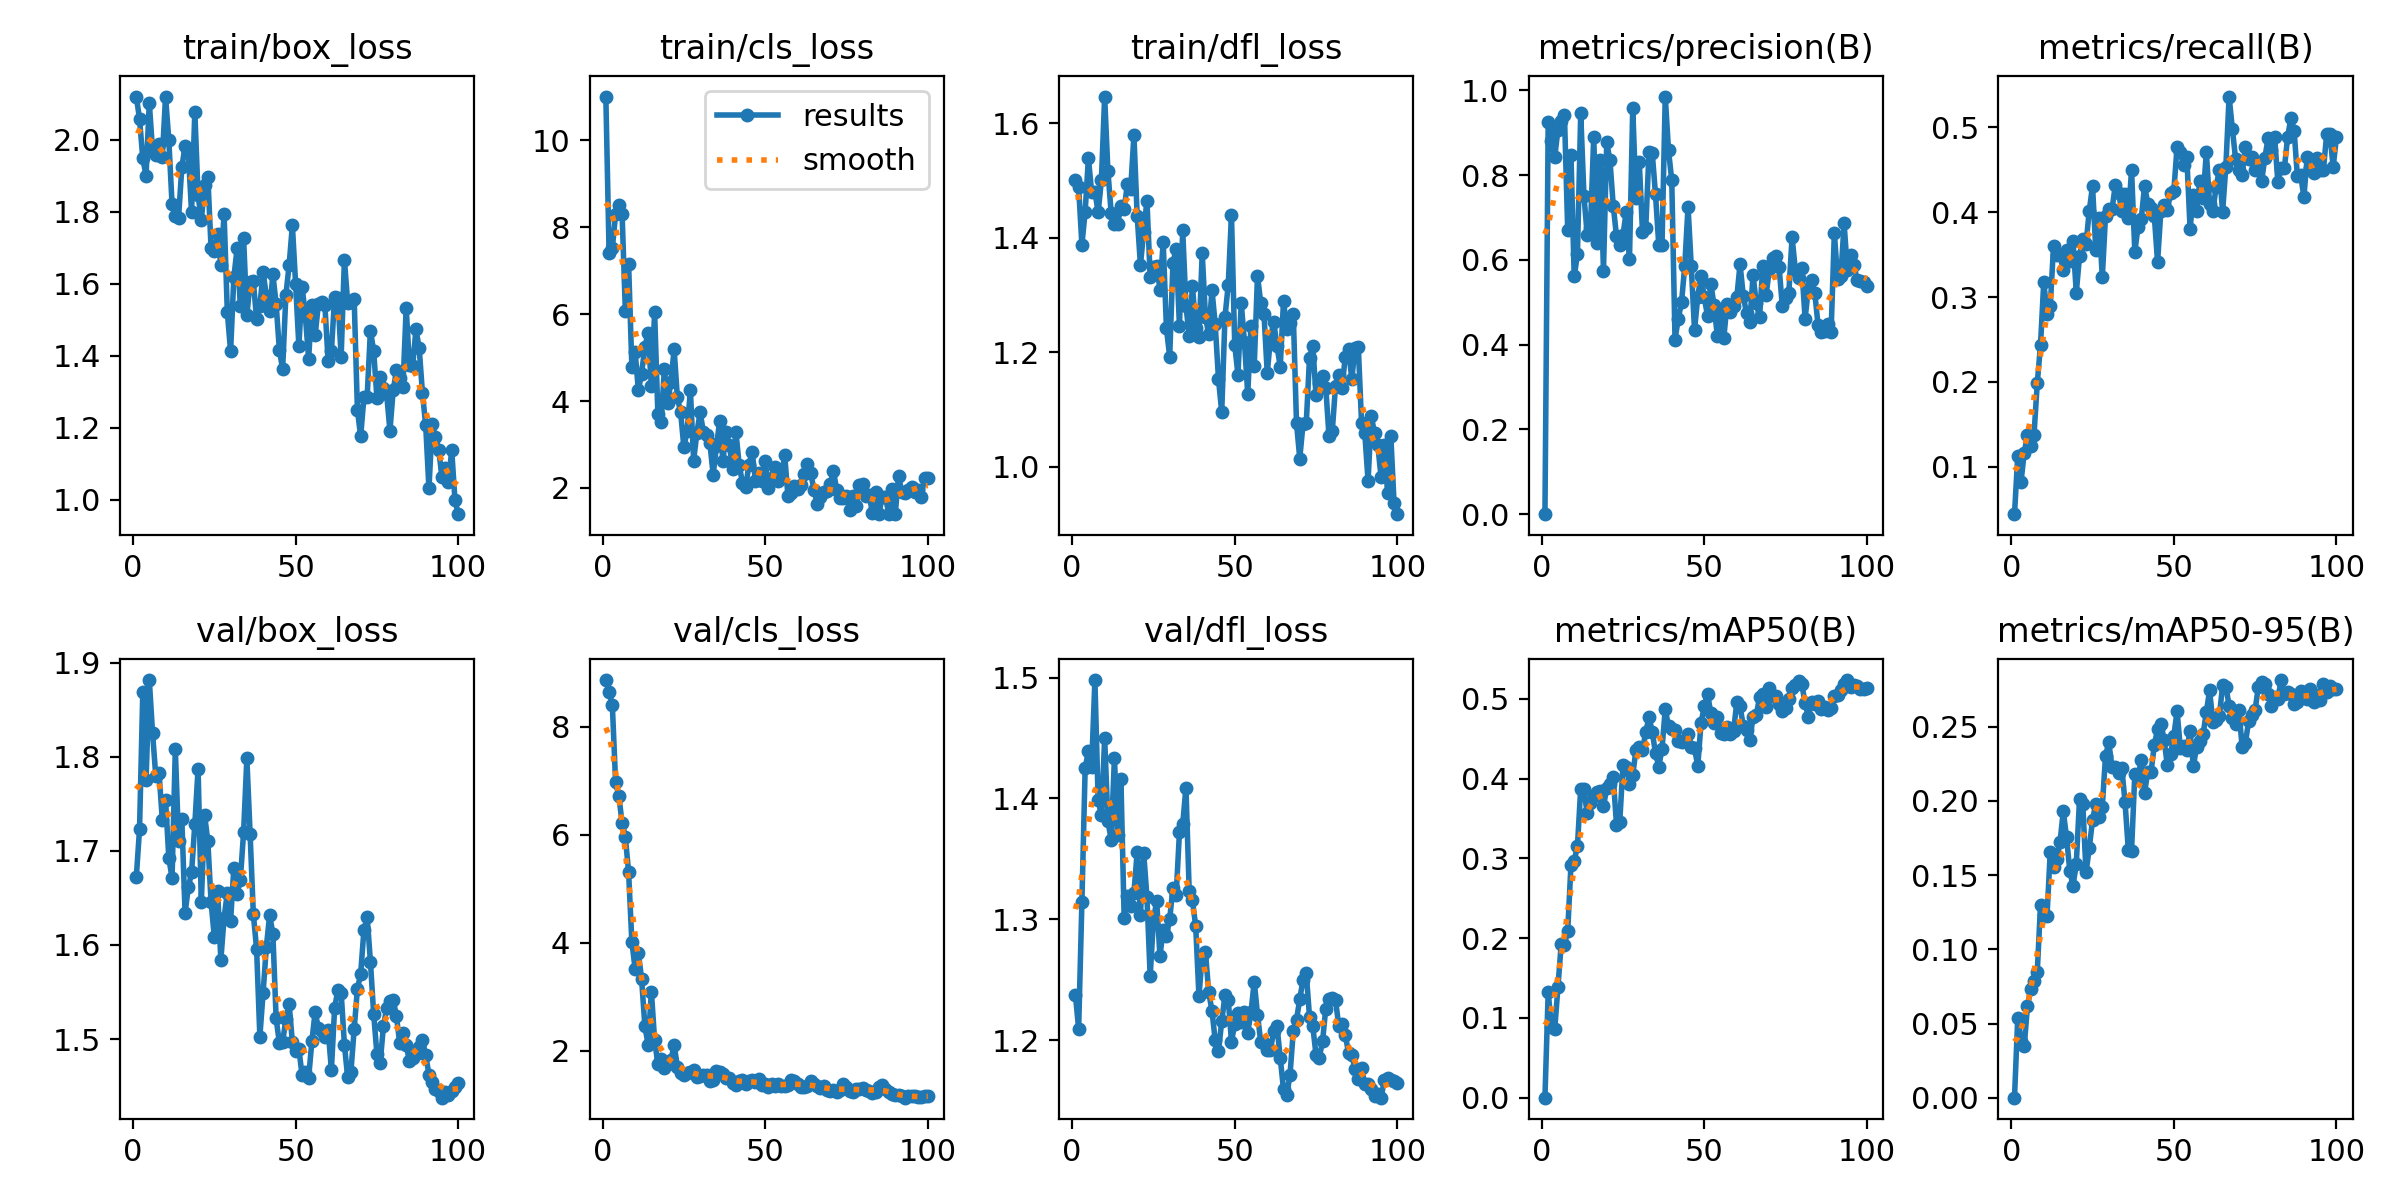 train/box_loss
2.0
1.8
1.6
1.4
1.2
1.0
0 50 100
train/cls_loss
results
smooth
10
8
6
4
2
0 50 100
train/dfl_loss
1.6
1.4
1.2
1.0
0 50 100
metrics/precision(B)
1.0
0.8
0.6
0.4
0.2
0.0
0 50 100
metrics/recall(B)
0.5
0.4
0.3
0.2
0.1
0 50 100
val/box_loss
1.9
1.8
1.7
1.6
1.5
0 50 100
val/cls_loss
8
6
4
2
0 50 100
val/dfl_loss
1.5
1.4
1.3
1.2
0 50 100
metrics/mAP50(B)
0.5
0.4
0.3
0.2
0.1
0.0
0 50 100
metrics/mAP50-95(B)
0.25
0.20
0.15
0.10
0.05
0.00
0 50 100